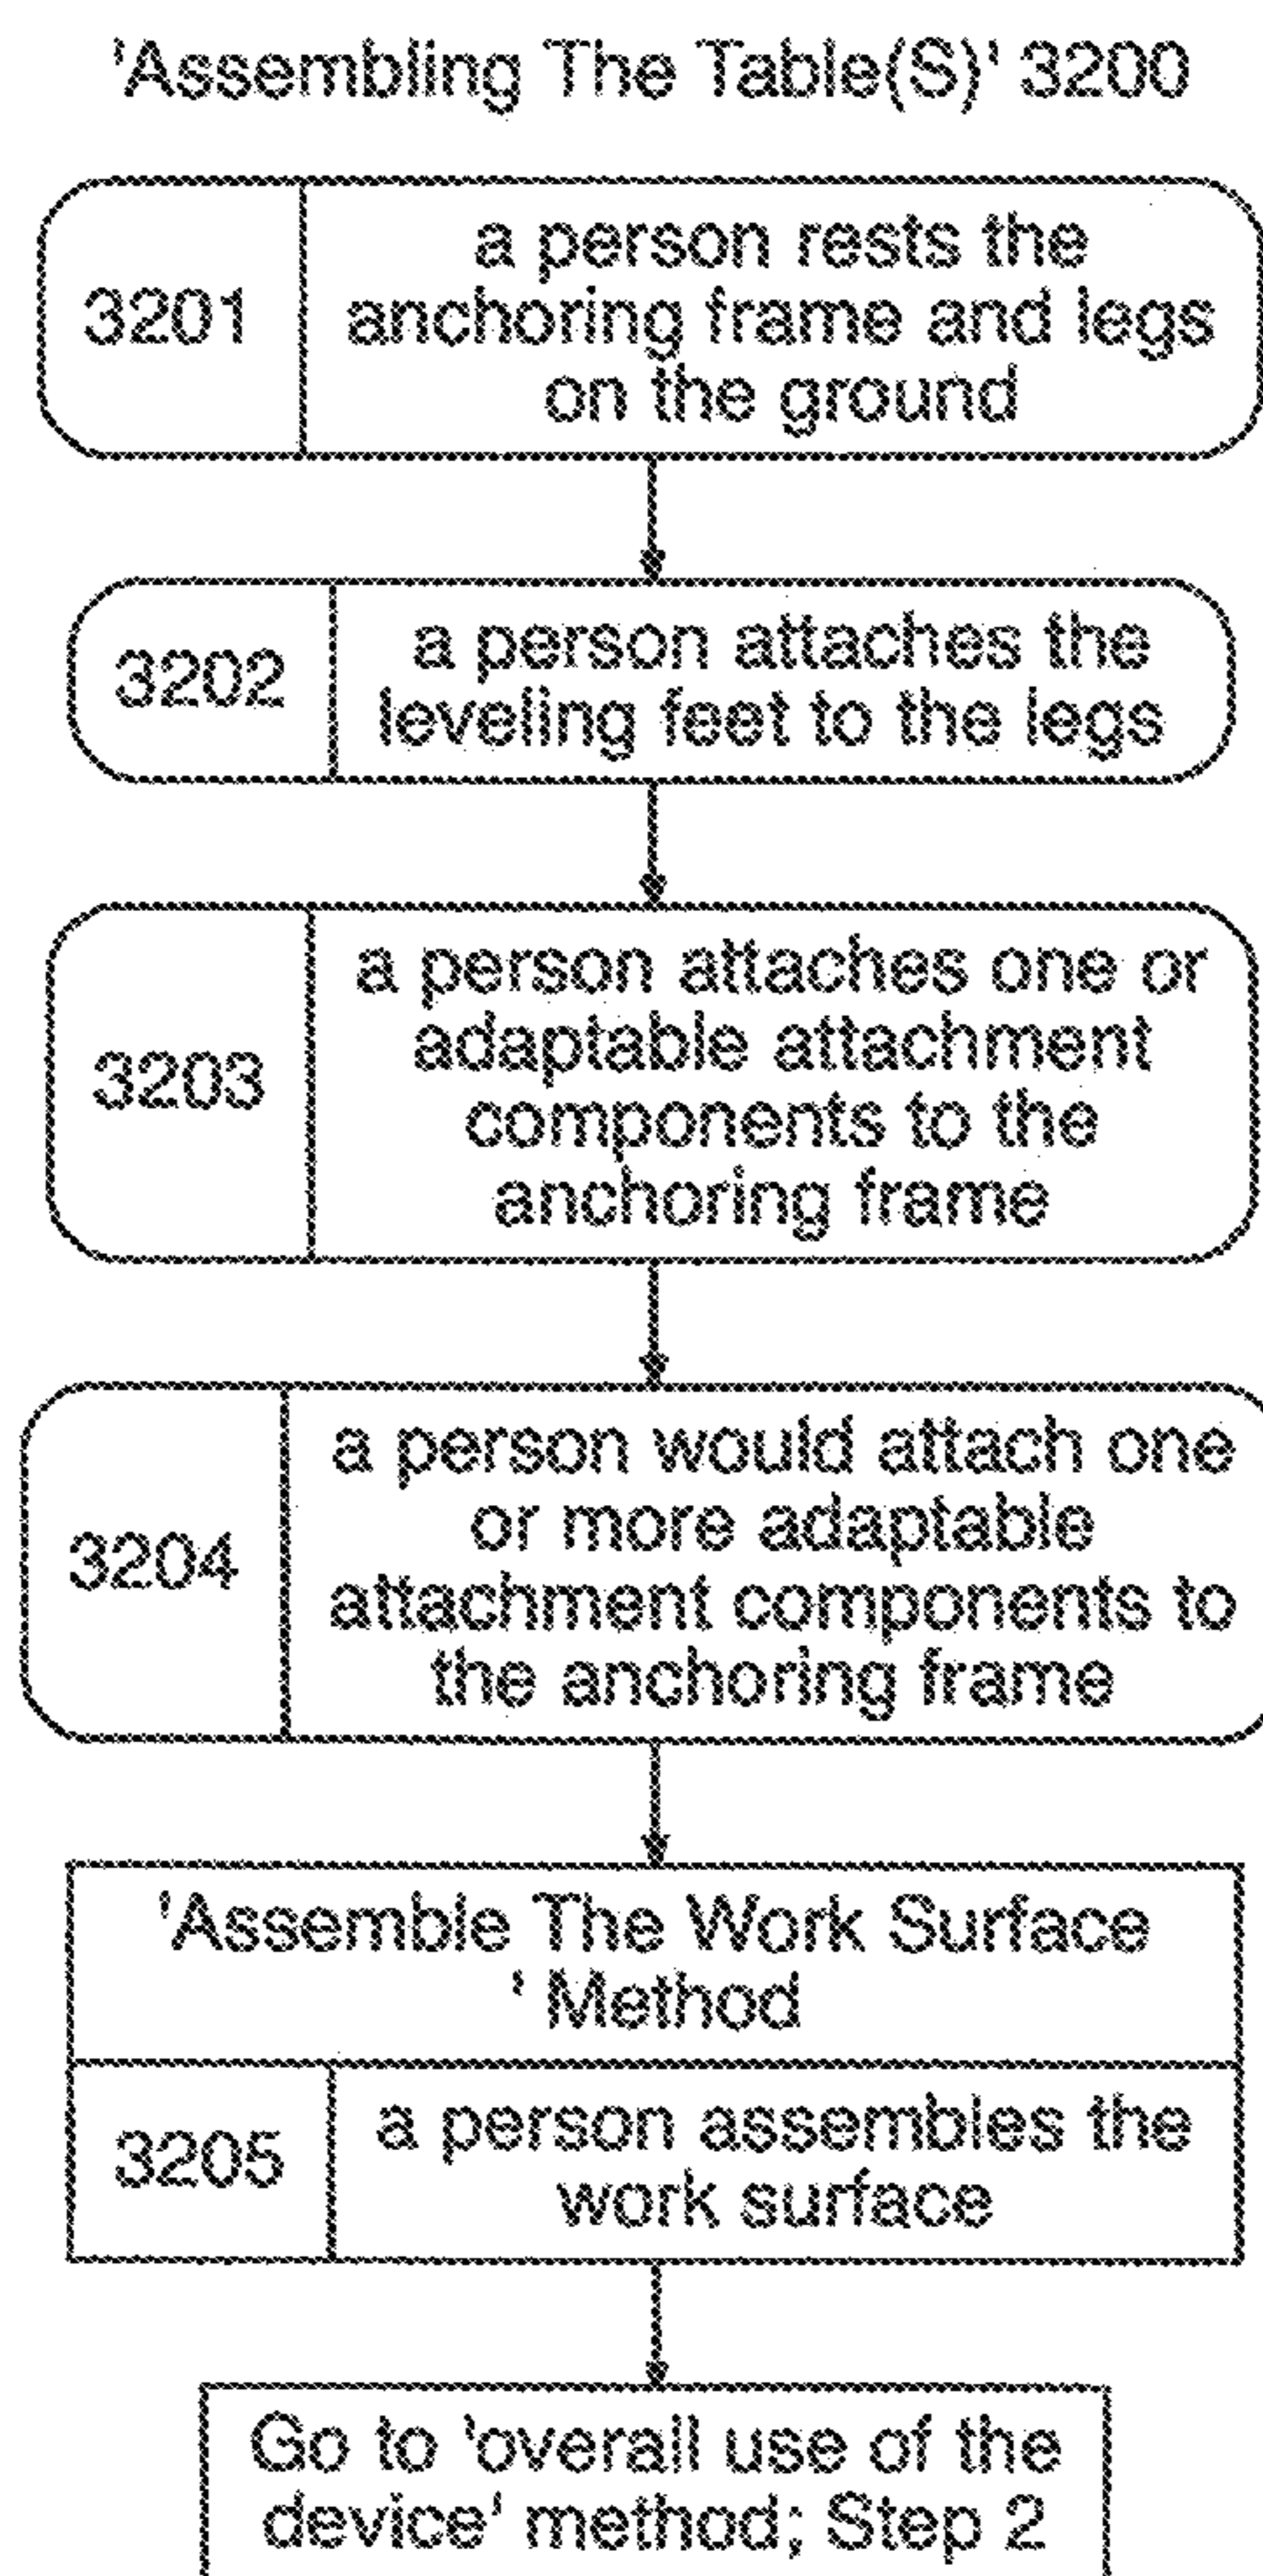 'Assembling The Table(S)' 3200
3201
a person rests the
anchoring frame and legs
on the ground
3202
a person attaches the
leveling feet to the legs
3203
a person attaches one or
adaptable attachment
components to the
anchoring frame
3204
a person would attach one
or more adaptable
attachment components to
the anchoring frame
'Assemble The Work Surface
' Method
3205
a person assembles the
work surface
Go to 'overall use of the
device' method; Step 2